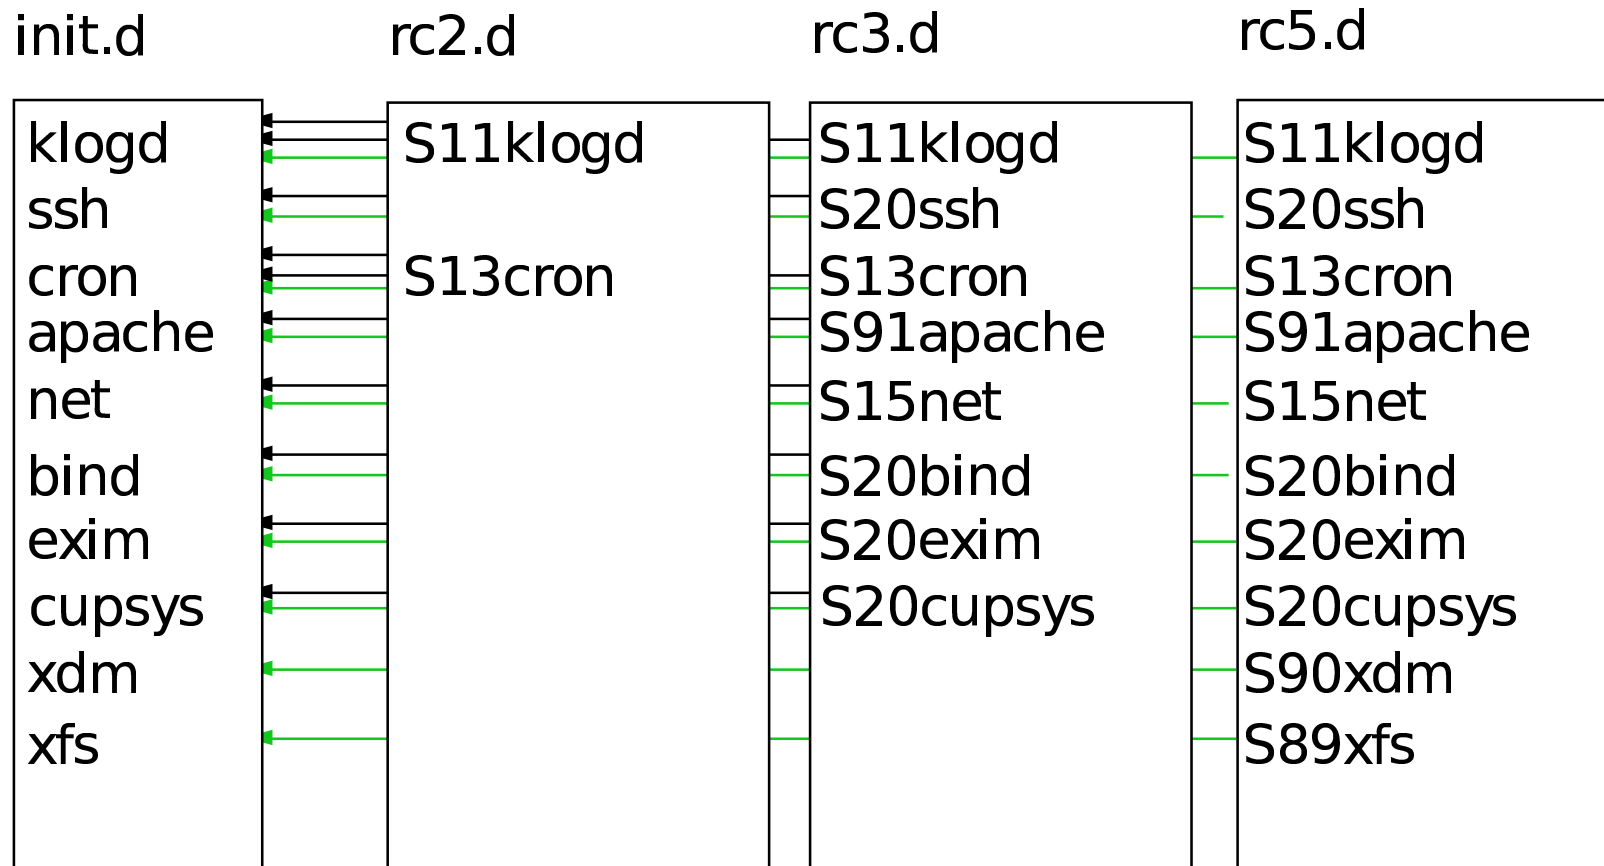 init.d
rc2.d
rc3.d
rc5.d
klogd
ssh
cron
apache
net
bind
exim
cupsys
xdm
xfs
S11klogd
S13cron
S11klogd
S20ssh
S13cron
S91apache
S15net
S20bind
S20exim
S20cupsys
S11klogd
S20ssh
S13cron
S91apache
S15net
S20bind
S20exim
S20cupsys
S90xdm
S89xfs